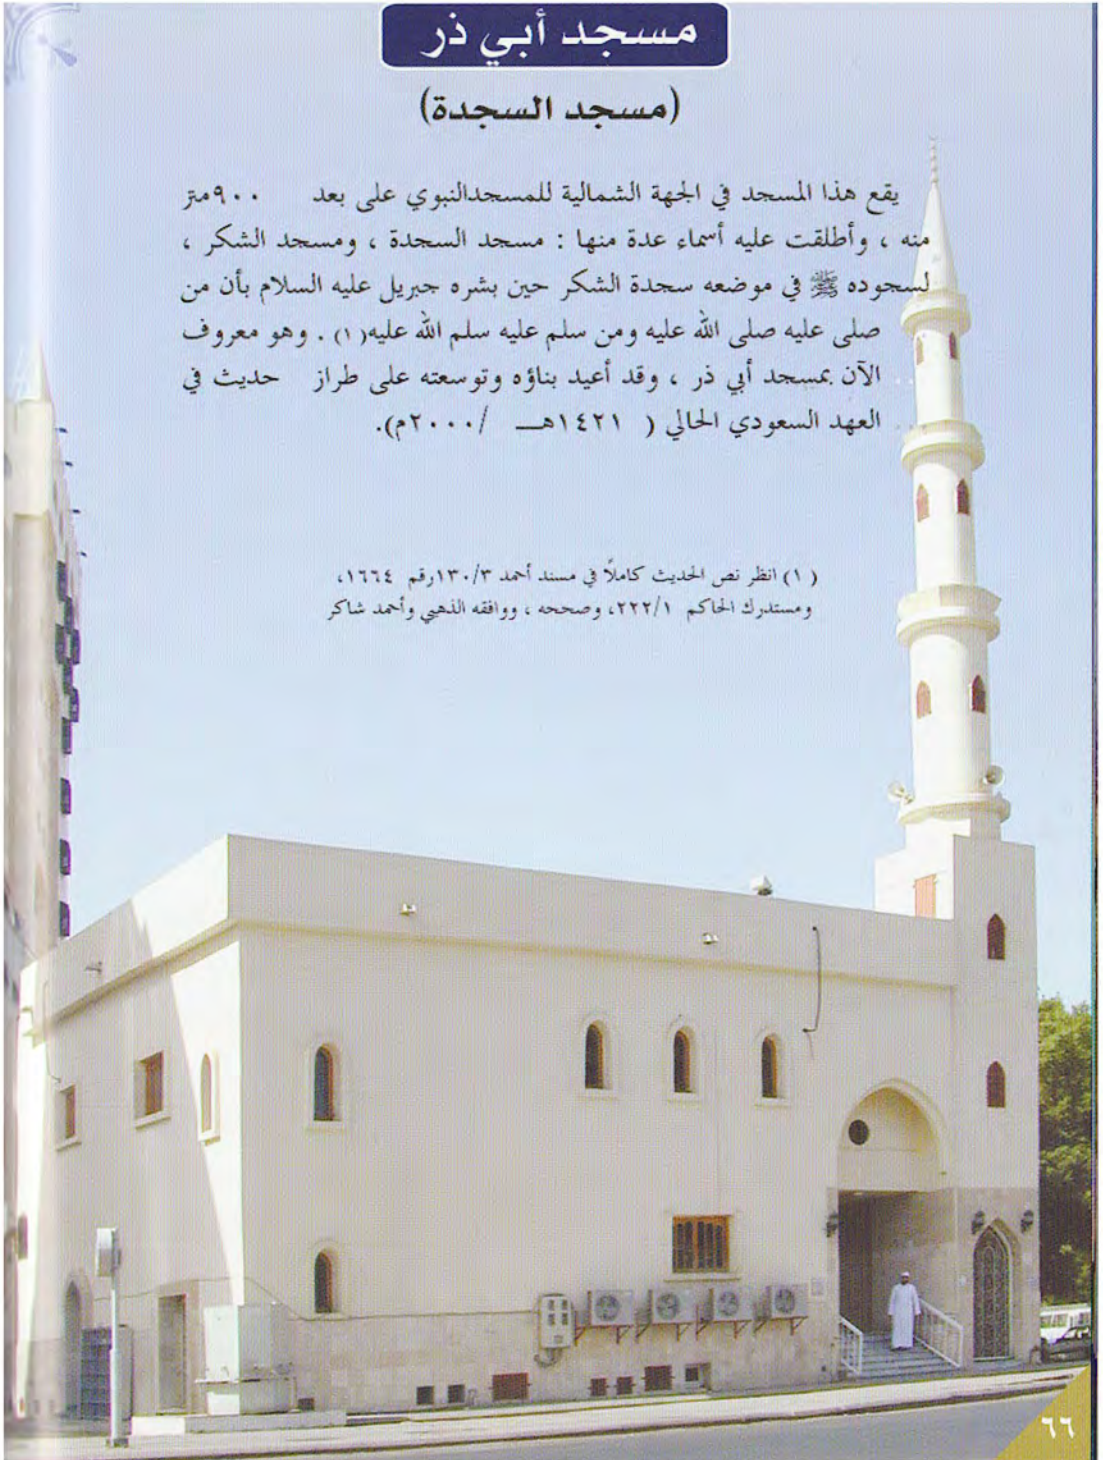 مسجد أبي ذر
(مسجد السجدة)
يقع هذا المسجد في الجهة الشمالية للمسجدالنبوي على بعد ٩٠٠متر
منه ، وأطلقت عليه أسماء عدة منها : مسجد السجدة ، ومسجد الشكر ،
لسجوده ﷺ في موضعه سجدة الشكر حين بشره جبريل عليه السلام بأن من
صلى عليه صلى الله عليه ومن سلم عليه سلم الله عليه(١) . وهو معروف
الآن بمسجد أبي ذر ، وقد أعيد بناؤه وتوسعته على طراز حديث في
العهد السعودي الحالي ( ١٤٢١هـ /٢٠٠٠م).
(١) انظر نص الحديث كاملًا في مسند أحمد ١٣٠/٣رقم ١٦٦٤،
ومستدرك الحاكم ٢٢٢/١، وصححه ، ووافقه الذهبي وأحمد شاكر
٦٦